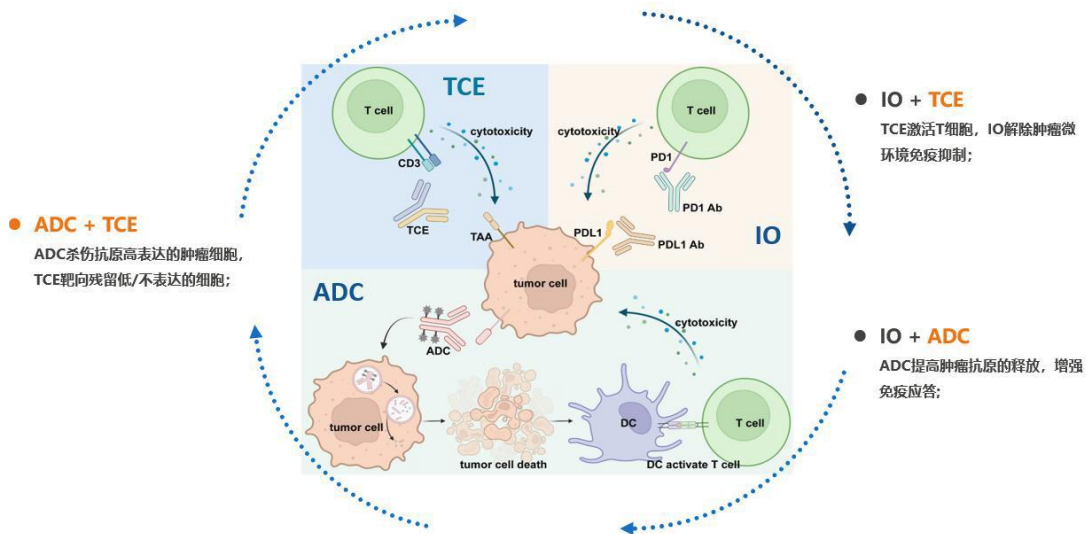 TCE
T cell
cytotoxicity
CD3
TCE
TAA
T cell
cytotoxicity
PD1
PD1 Ab
PDL1
PDL1 Ab
IO
tumor cell
ADC
ADC
cytotoxicity
tumor cell
tumor cell death
DC
T cell
DC activate T cell
● ADC + TCE
ADC杀伤抗原高表达的肿瘤细胞，
TCE靶向残留低/不表达的细胞；
● IO + TCE
TCE激活T细胞，IO解除肿瘤微
环境免疫抑制；
● IO + ADC
ADC提高肿瘤抗原的释放，增强
免疫应答；